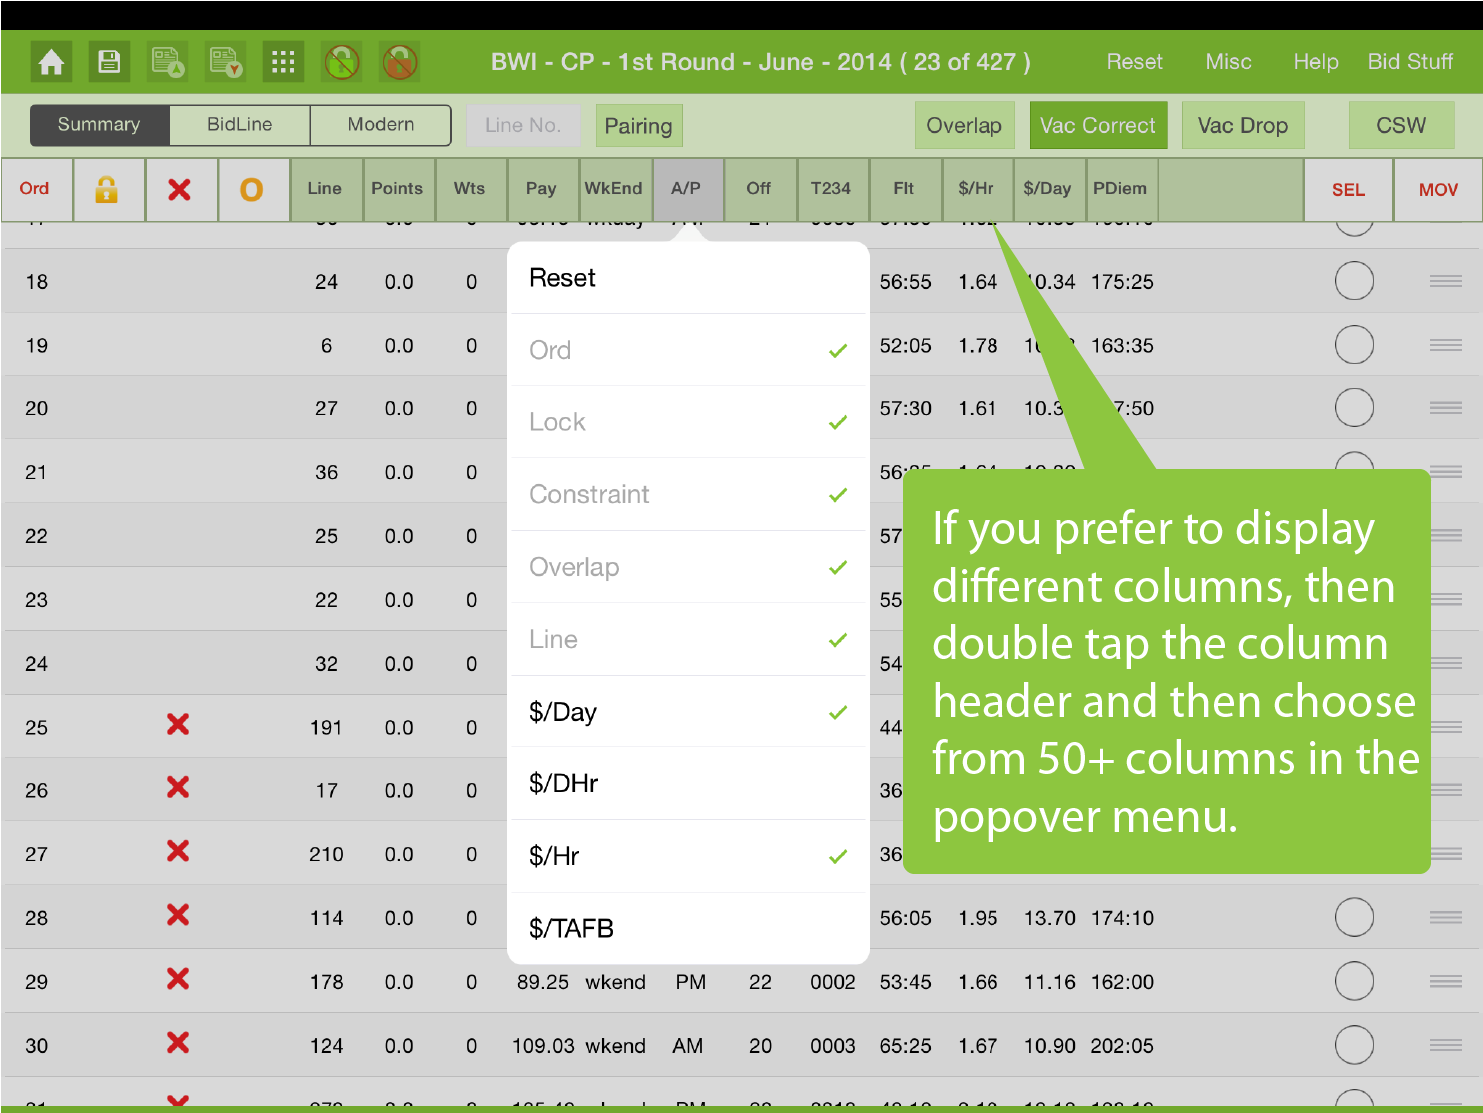 BWI - CP - 1st Round - June - 2014 ( 23 of 427 ) Reset Misc Help Bid Stuff
Summary BidLine Modern Line No. Pairing Overlap Vac Correct Vac Drop CSW
Ord O Line Points Wts Pay WkEnd A/P Off T234 Flt $/Hr $/Day PDiem SEL MOV
Reset
18 24 0.0 0 56:55 1.64 10.34 175:25
Ord
19 6 0.0 0 52:05 1.78 163:35
Lock
20 27 0.0 0 57:30 1.61
Constraint
21 36 0.0 0
Overlap
22 25 0.0 0 57
Line
23 22 0.0 0 55
$/Day
24 32 0.0 0 54
$/DHr
25 191 0.0 0 44
$/Hr
26 17 0.0 0 36
$/TAFB
27 210 0.0 0 36
If you prefer to display
different columns, then
double tap the column
header and then choose
from 50+ columns in the
popover menu.
28 114 0.0 0 56:05 1.95 13.70 174:10
29 178 0.0 0 89.25 wkend PM 22 0002 53:45 1.66 11.16 162:00
30 124 0.0 0 109.03 wkend AM 20 0003 65:25 1.67 10.90 202:05